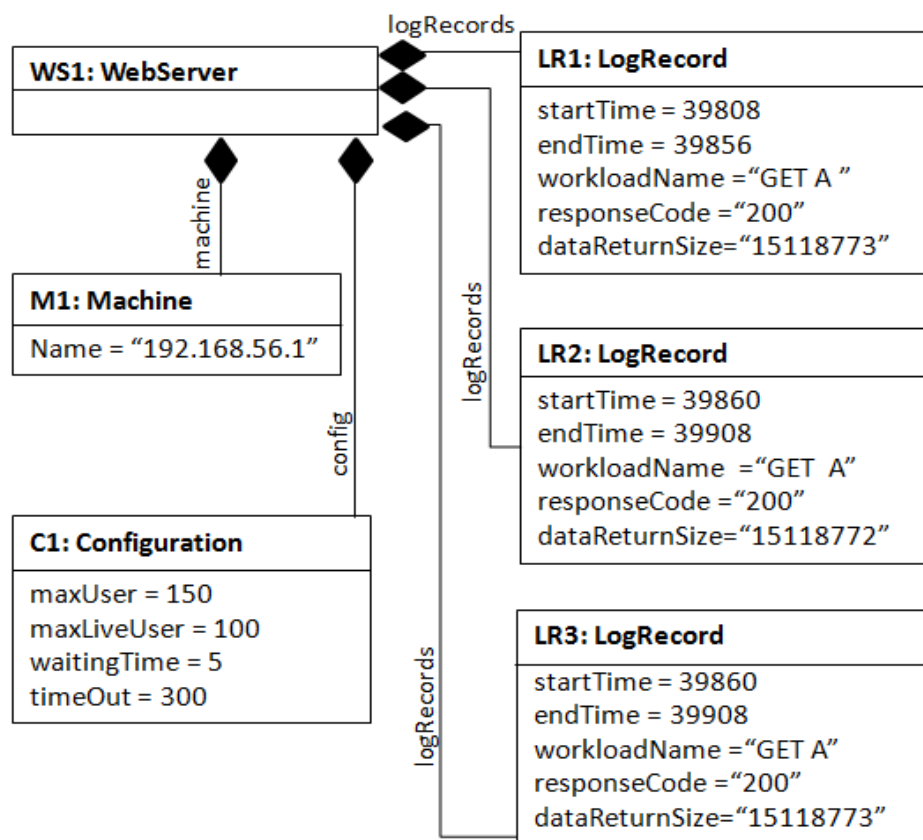 logRecords
WS1: WebServer
machine
config
M1: Machine
Name = “192.168.56.1”
C1: Configuration
maxUser = 150
maxLiveUser = 100
waitingTime = 5
timeOut = 300
LR1: LogRecord
startTime = 39808
endTime = 39856
workloadName =“GET A ”
responseCode =“200”
dataReturnSize=“15118773”
logRecords
LR2: LogRecord
startTime = 39860
endTime = 39908
workloadName  =“GET  A”
responseCode =“200”
dataReturnSize=“15118772”
logRecords
LR3: LogRecord
startTime = 39860
endTime = 39908
workloadName =“GET A”
responseCode =“200”
dataReturnSize=“15118773”